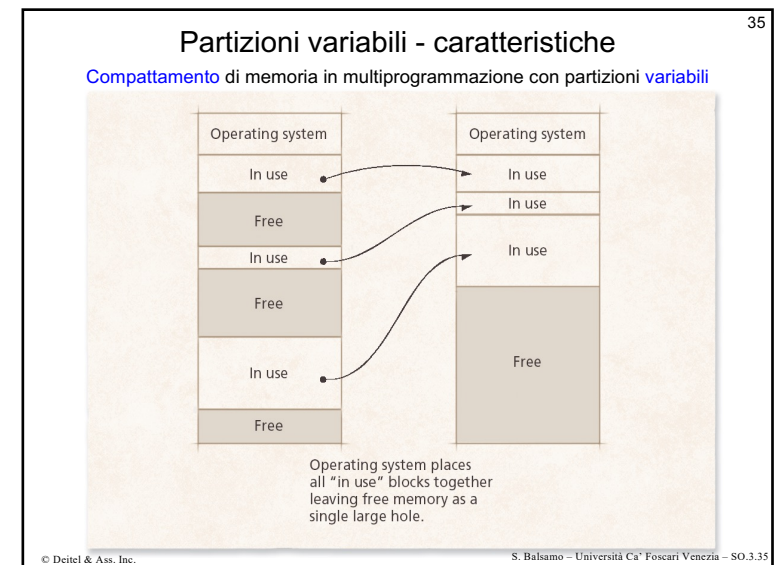 35
Partizioni variabili - caratteristiche
Compattamento di memoria in multiprogrammazione con partizioni variabili
Operating system
In use
Free
In use
Free
In use
Free
Operating system
In use
In use
In use
Free
Operating system places
all “in use” blocks together
leaving free memory as a
single large hole.
© Deitel & Ass. Inc.
S. Balsamo – Università Ca’ Foscari Venezia – SO.3.35